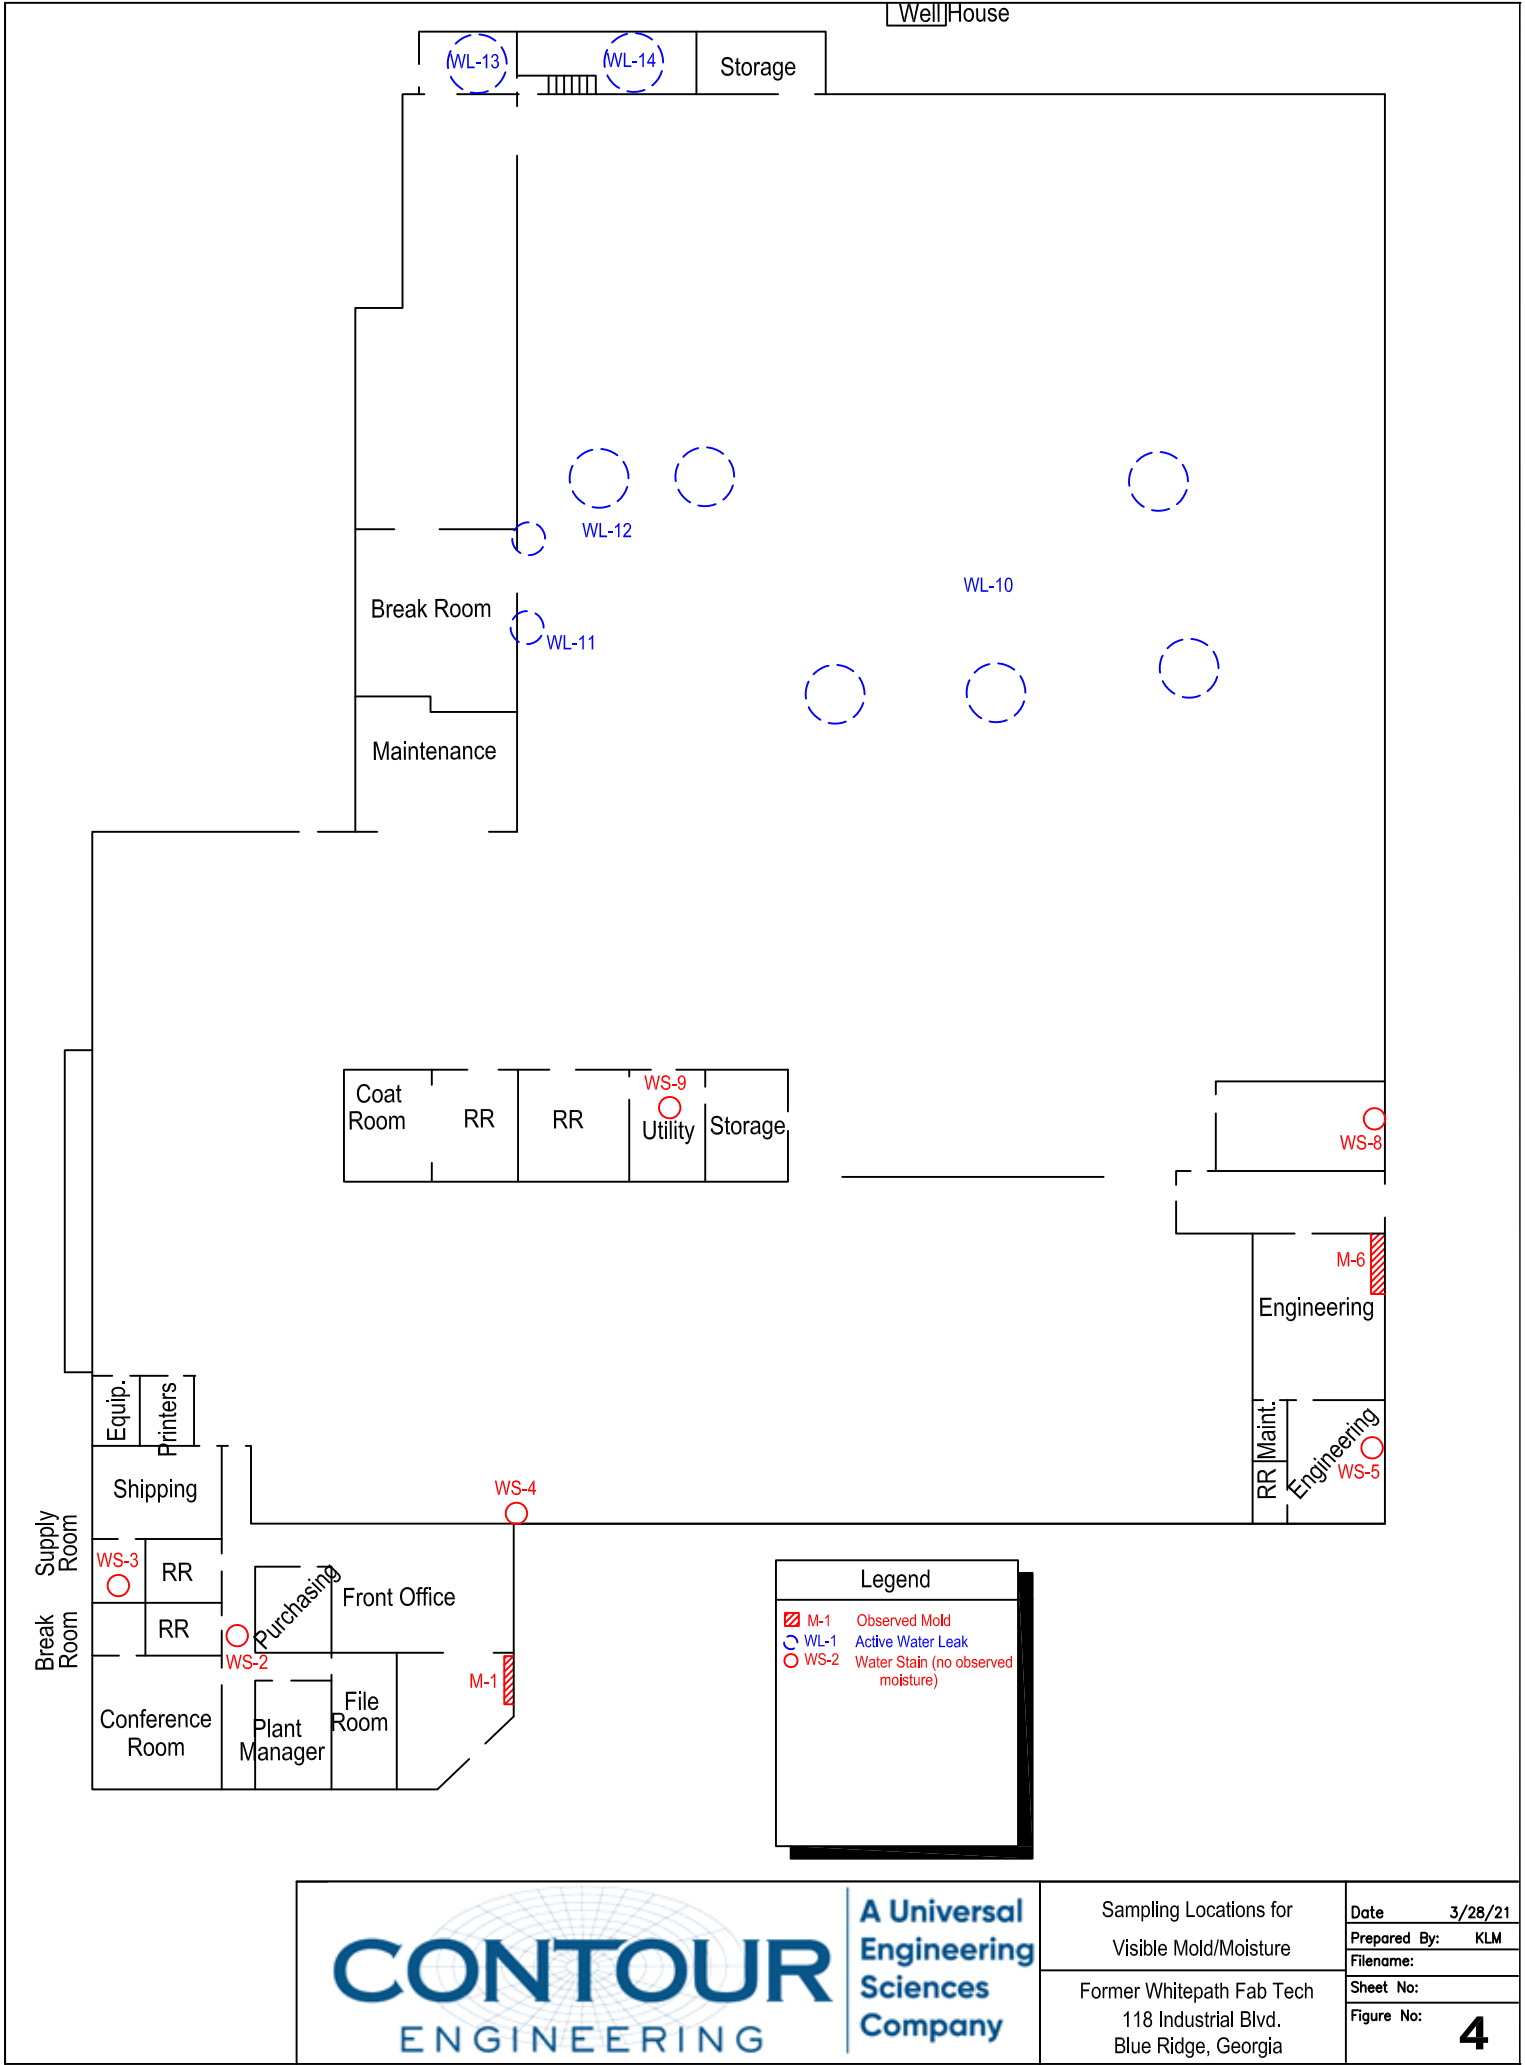 Well House
WL-13
WL-14
Storage
WL-12
WL-10
Break Room
WL-11
Maintenance
Coat
Room
RR
RR
WS-9
Utility
Storage
WS-8
M-6
Engineering
Equip.
Printers
Maint.
RR
Engineering
WS-5
Shipping
WS-4
Supply
Room
WS-3
RR
Break
Room
RR
WS-2
Purchasing
Front Office
M-1
Conference
Room
Plant
Manager
File
Room
Legend
M-1 Observed Mold
WL-1 Active Water Leak
WS-2 Water Stain (no observed
moisture)
CONTOUR
ENGINEERING
A Universal
Engineering
Sciences
Company
Sampling Locations for
Visible Mold/Moisture
Former Whitepath Fab Tech
118 Industrial Blvd.
Blue Ridge, Georgia
Date 3/28/21
Prepared By: KLM
Filename:
Sheet No:
Figure No: 4